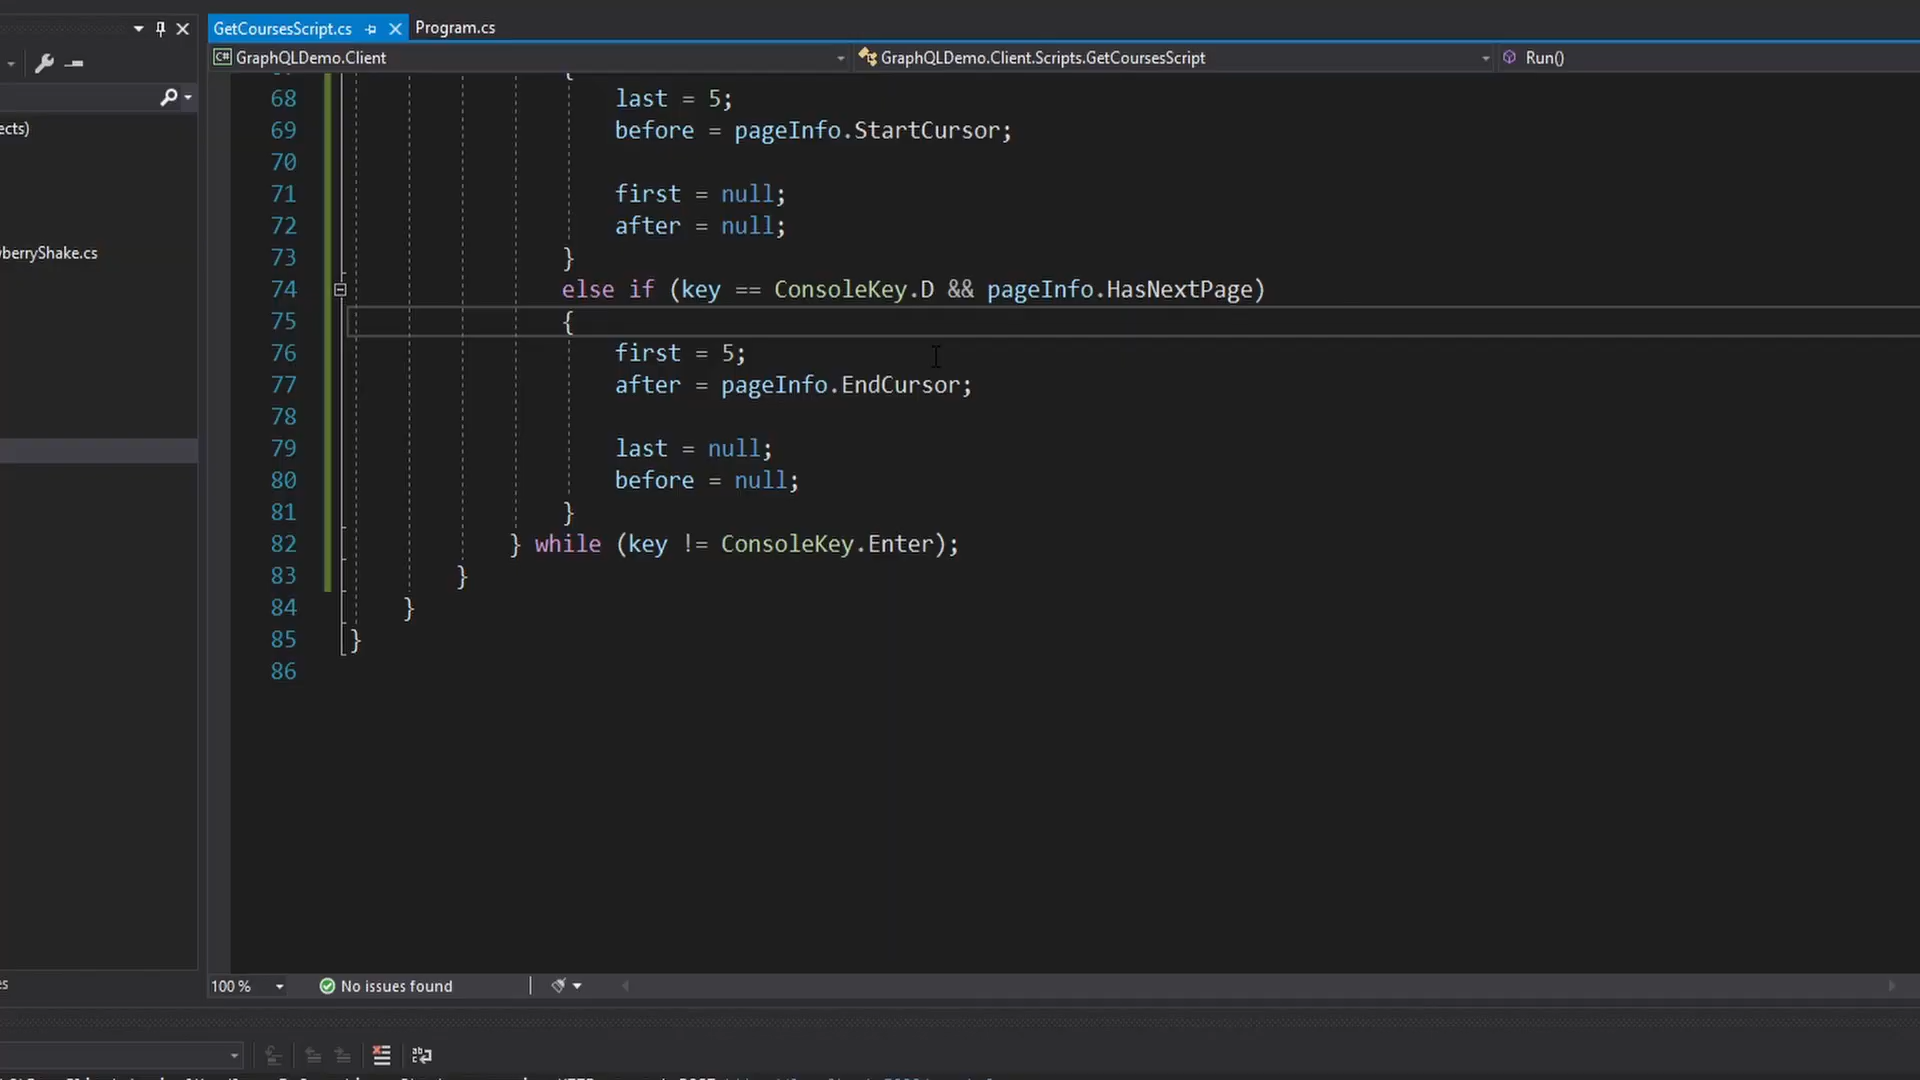 GetCoursesScript.cs
Program.cs
GraphQLDemo.Client
GraphQLDemo.Client.Scripts.GetCoursesScript
Run()
ects)
berryShake.cs
{
68 last = 5;
69 before = pageInfo.StartCursor;
70
71 first = null;
72 after = null;
73 }
74 else if (key == ConsoleKey.D && pageInfo.HasNextPage)
75 {
76 first = 5;
77 after = pageInfo.EndCursor;
78
79 last = null;
80 before = null;
81 }
82 } while (key != ConsoleKey.Enter);
83 }
84 }
85 }
86
100 %
No issues found